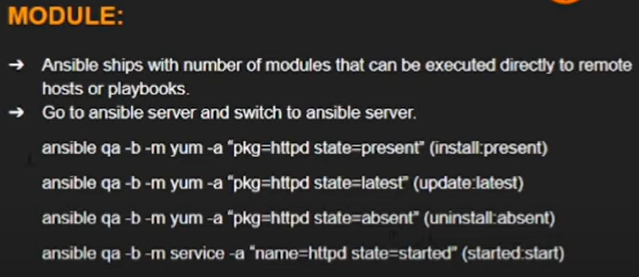 MODULE:
➔ Ansible ships with number of modules that can be executed directly to remote
hosts or playbooks.
➔ Go to ansible server and switch to ansible server.
ansible qa -b -m yum -a “pkg=httpd state=present” (install:present)
ansible qa -b -m yum -a “pkg=httpd state=latest” (update:latest)
ansible qa -b -m yum -a “pkg=httpd state=absent” (uninstall:absent)
ansible qa -b -m service -a “name=httpd state=started” (started:start)